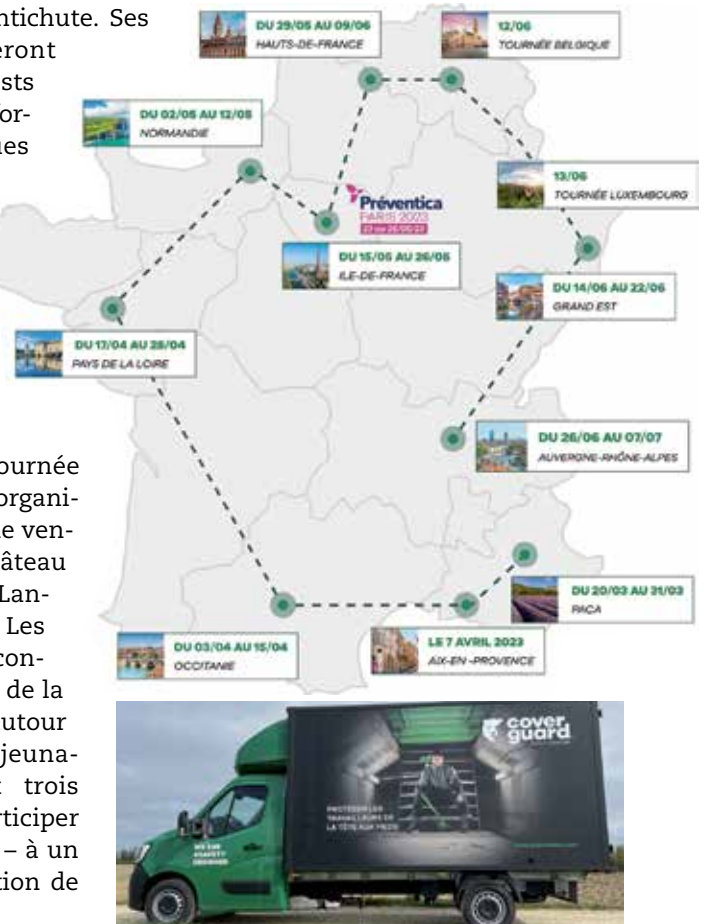 ntichute. Ses
eront
sts
for-
ues
ournée
organi-
le ven-
âteau
Lan-
Les
con-
de la
autour
jeuna-
trois
rticiper
– à un
tion de
DU 29/05 AU 09/06
HAUTS-DE-FRANCE
12/06
TOURNÉE BELGIQUE
DU 02/05 AU 12/05
NORMANDIE
13/06
TOURNÉE LUXEMBOURG
Préventica
PARIS 2023
DU 15/05 AU 26/05
ILE-DE-FRANCE
DU 14/06 AU 22/06
GRAND EST
DU 17/04 AU 28/04
PAYS DE LA LOIRE
DU 26/06 AU 07/07
AUVERGNE-RHÔNE-ALPES
DU 20/03 AU 31/03
PACA
LE 7 AVRIL 2023
AIX-EN -PROVENCE
DU 03/04 AU 15/04
OCCITANIE
cover
guard
PROTÉGER LES
TRAVAILLEURS DE
LA TÊTE AUX PIEDS